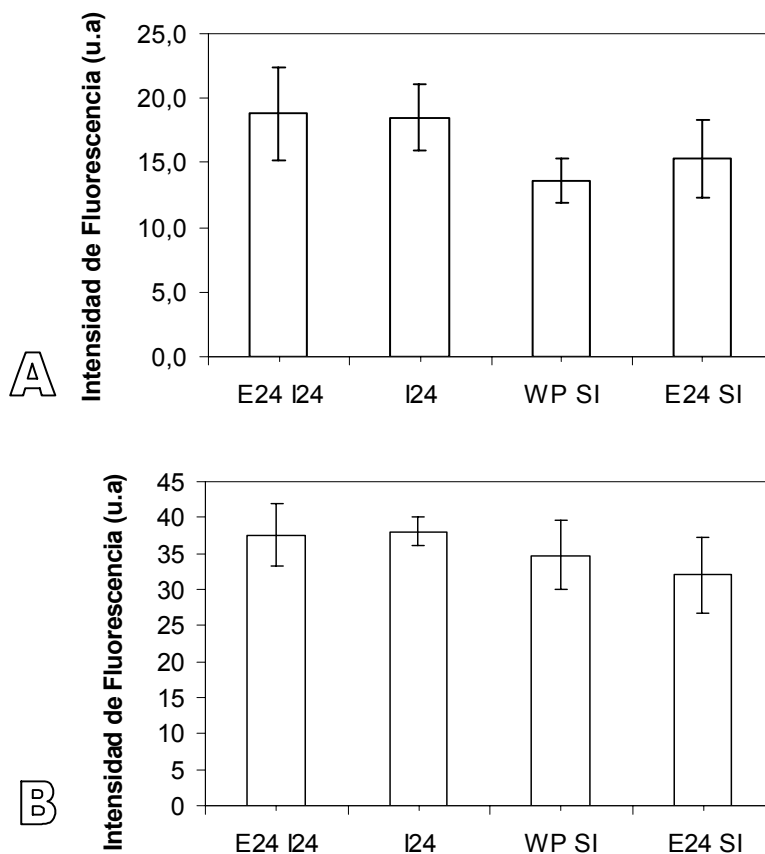 Intensidad de Fluorescencia (u.a)
25,0
20,0
15,0
10,0
5,0
0,0
E24 I24 I24 WP SI E24 SI
A
Intensidad de Fluorescencia (u.a)
45
40
35
30
25
20
15
10
5
0
E24 I24 I24 WP SI E24 SI
B